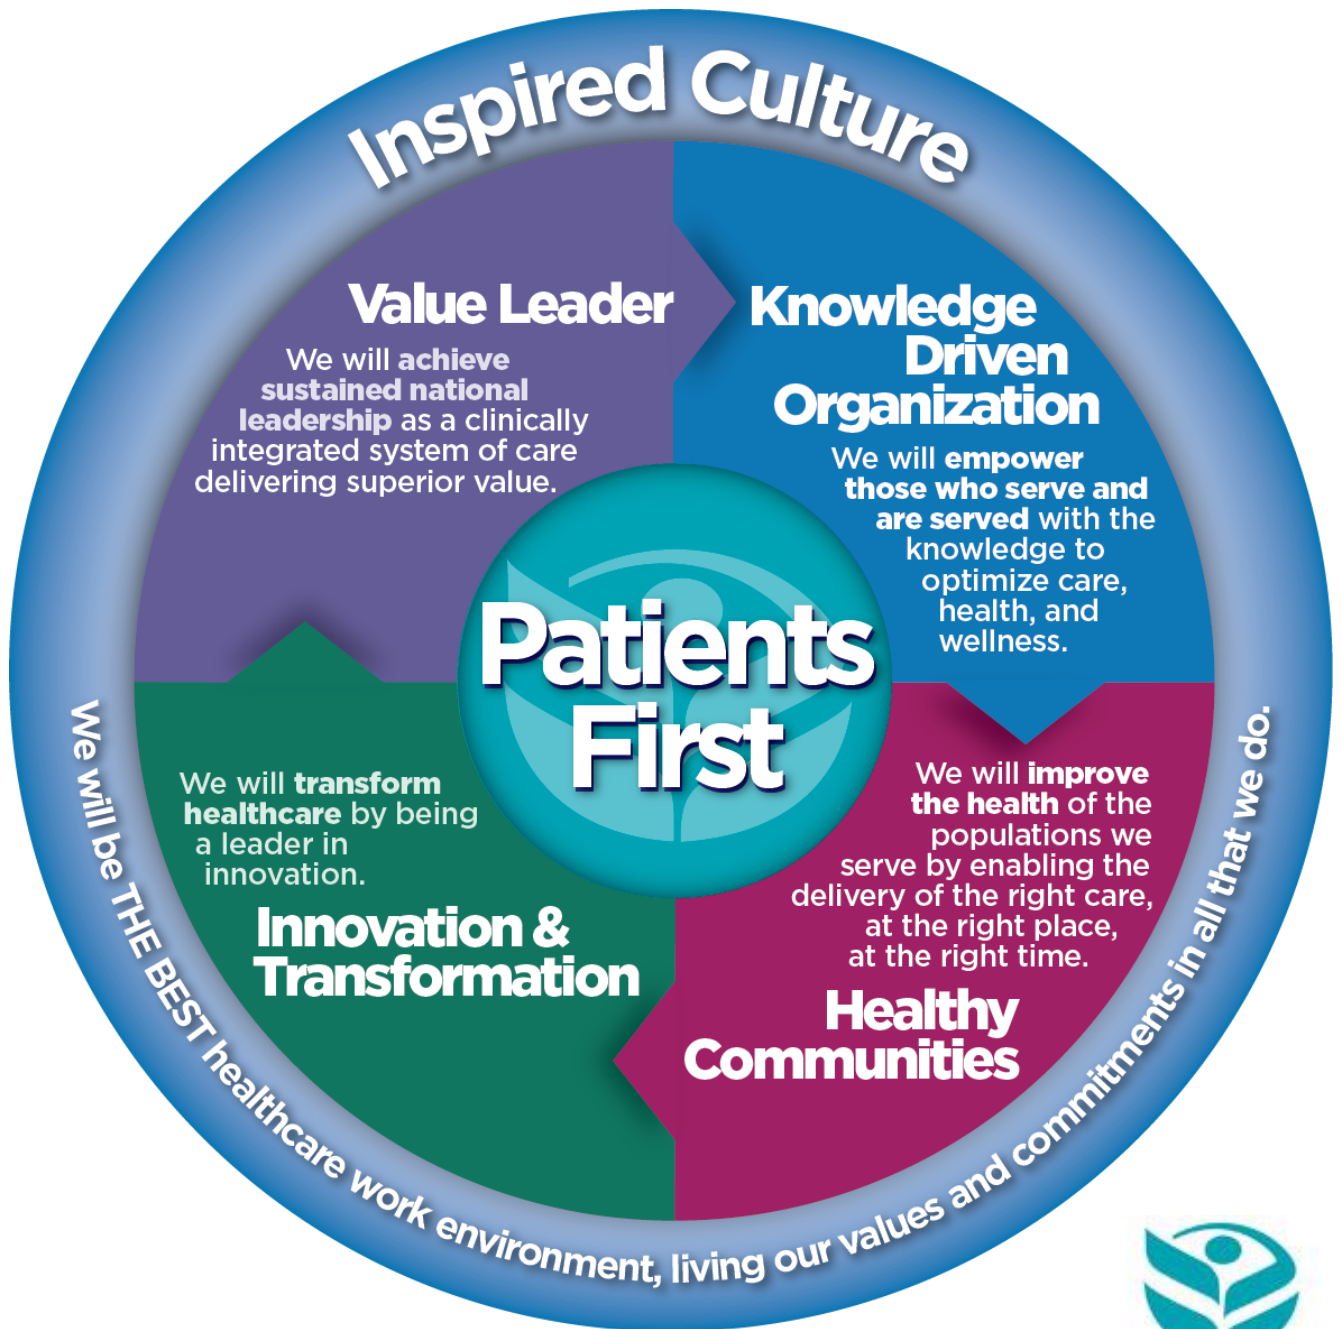 Inspired Culture
Value Leader
We will achieve
sustained national
leadership as a clinically
integrated system of care
delivering superior value.
Knowledge
Driven
Organization
We will empower
those who serve and
are served with the
knowledge to
optimize care,
health, and
wellness.
Patients
First
We will improve
the health of the
populations we
serve by enabling the
delivery of the right care,
at the right place,
at the right time.
Healthy
Communities
We will transform
healthcare by being
a leader in
innovation.
Innovation &
Transformation
We will be THE BEST healthcare work environment, living our values and commitments in all that we do.